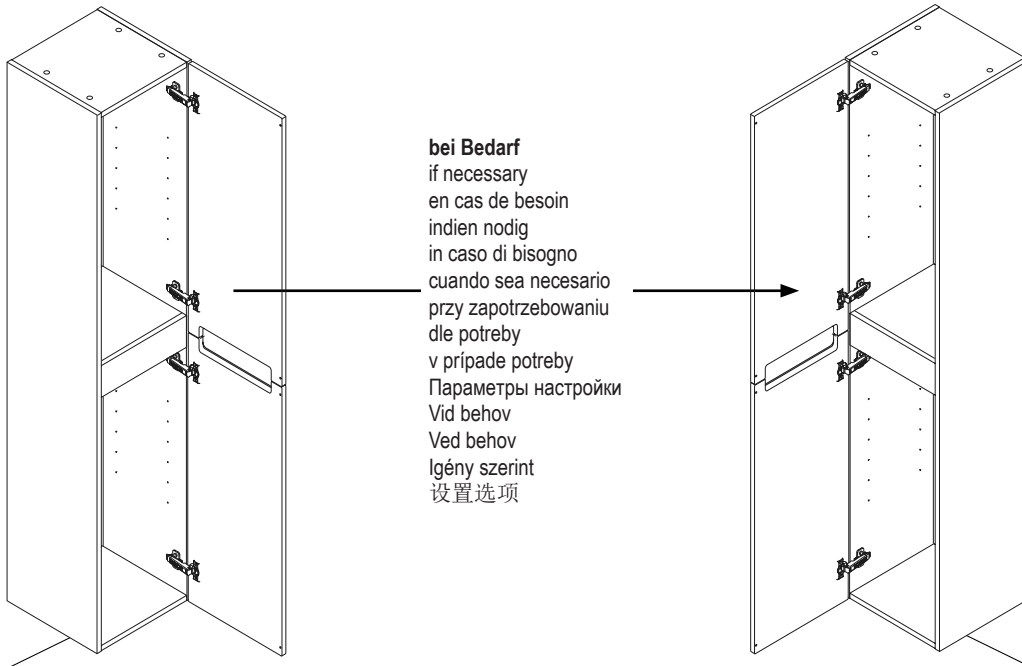 bei Bedarf
if necessary
en cas de besoin
indien nodig
in caso di bisogno
cuando sea necesario
przy zapotrzebowaniu
dle potreby
v prípade potreby
Параметры настройки
Vid behov
Ved behov
Igény szerint
设置选项